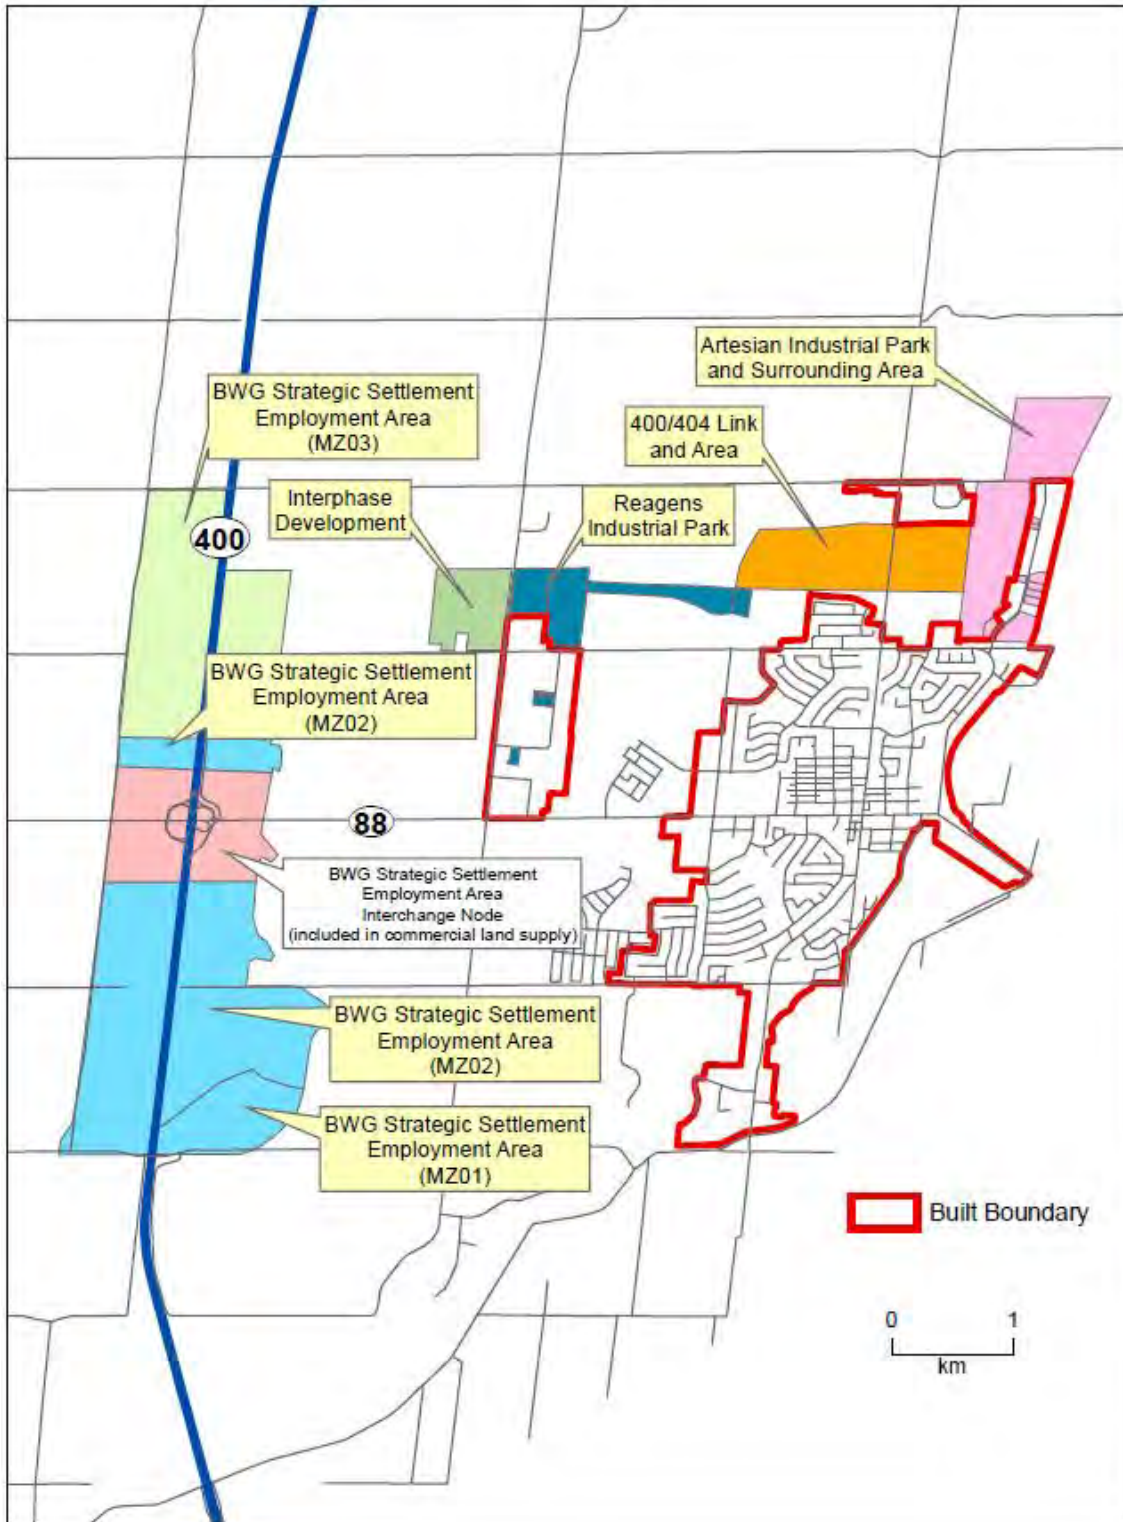 Artesian Industrial Park
and Surrounding Area
BWG Strategic Settlement
Employment Area
(MZ03)
400/404 Link
and Area
Interphase
Development
Reagens
Industrial Park
400
BWG Strategic Settlement
Employment Area
(MZ02)
88
BWG Strategic Settlement
Employment Area
Interchange Node
(included in commercial land supply)
BWG Strategic Settlement
Employment Area
(MZ02)
BWG Strategic Settlement
Employment Area
(MZ01)
Built Boundary
0 1
km